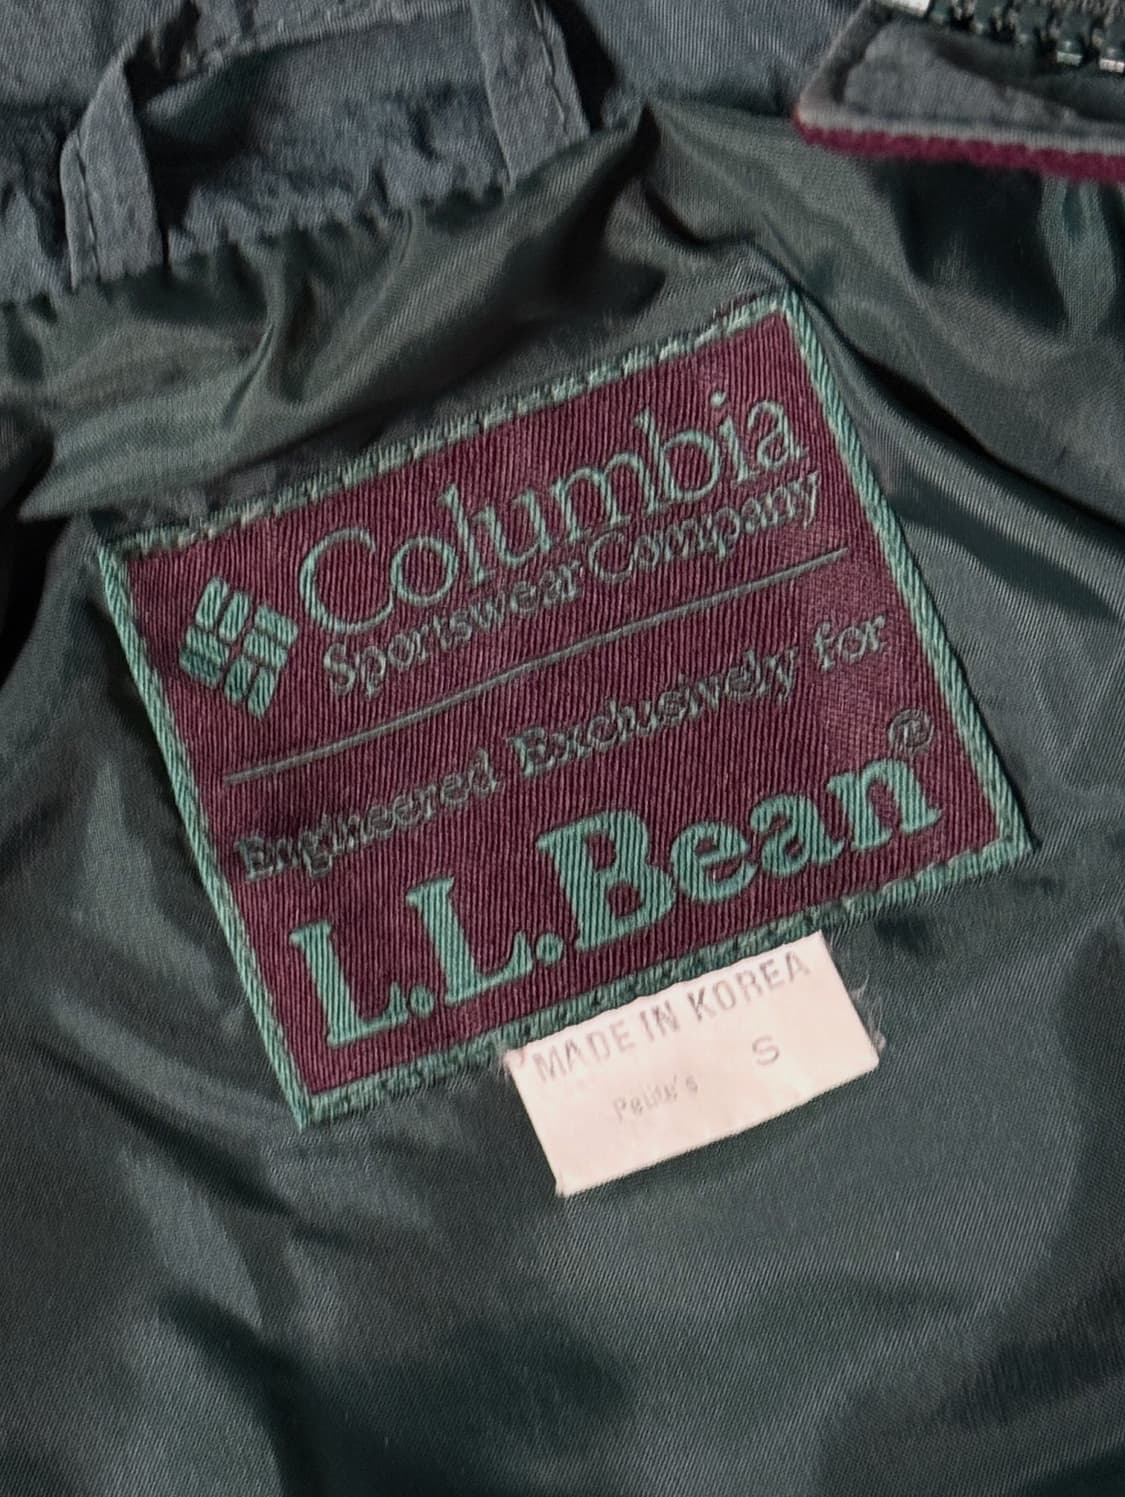 Columbia
Sportswear Company
Engineered Exclusively for
L.L.Bean®
MADE IN KOREA
S
Petite's